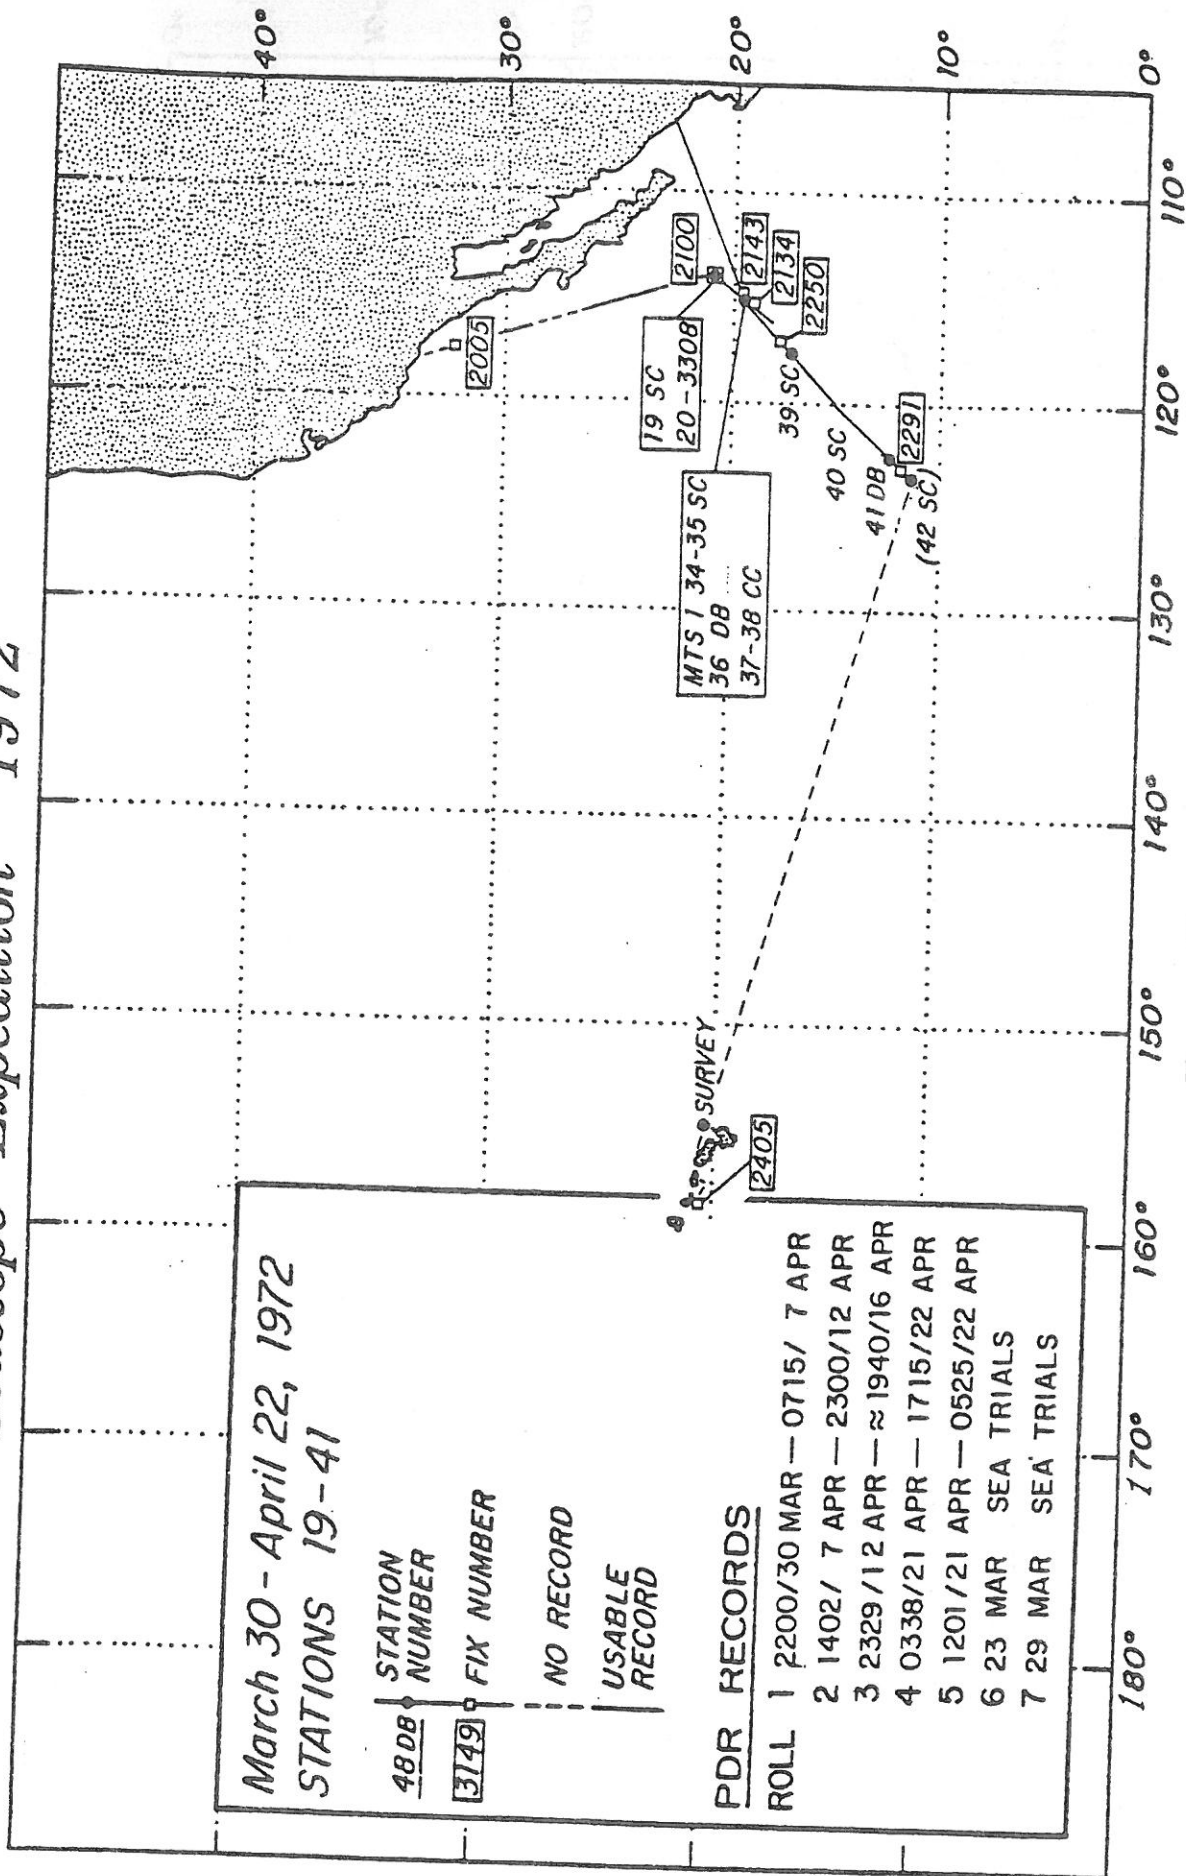 Expedition 1972
March 30 - April 22, 1972
STATIONS 19-41
48 DB STATION NUMBER
3149 FIX NUMBER
NO RECORD
USABLE RECORD
PDR RECORDS
ROLL 1 2200/30 MAR — 0715/ 7 APR
2 1402/ 7 APR — 2300/12 APR
3 2329/12 APR — ≈ 1940/16 APR
4 0338/21 APR — 1715/22 APR
5 1201/21 APR — 0525/22 APR
6 23 MAR SEA TRIALS
7 29 MAR SEA TRIALS
2005
2100
19 SC
20-33DB
2143
2134
2250
MTS 1 34-35 SC
36 DB
37-38 CC
39 SC
40 SC
41 DB
2291
(42 SC)
SURVEY
2405
40°
30°
20°
10°
0°
180°
170°
160°
150°
140°
130°
120°
110°